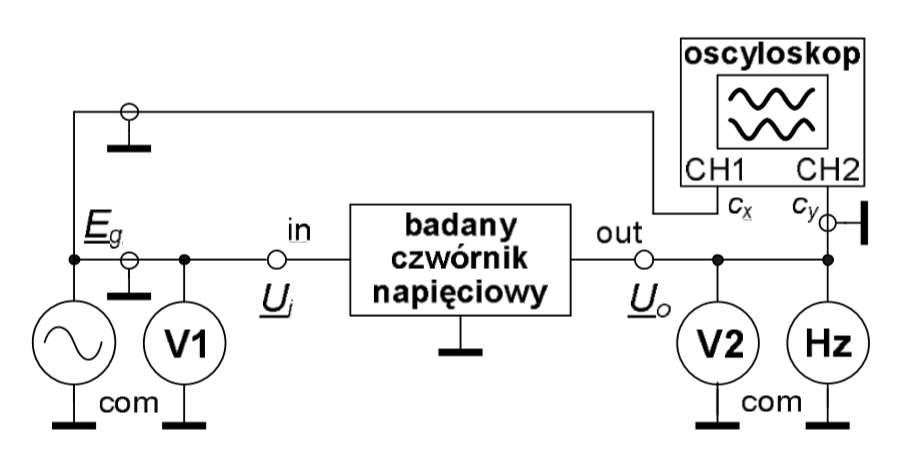 oscyloskop
CH1 CH2
c_x c_y
E_g
in
badany
czwórnik
napięciowy
out
U_i
U_o
V1
V2
Hz
com
com